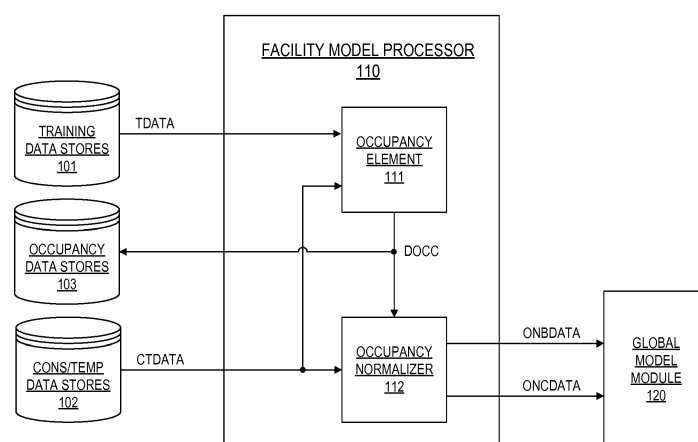 FACILITY MODEL PROCESSOR
110
TRAINING
DATA STORES
101
TDATA
OCCUPANCY
ELEMENT
111
OCCUPANCY
DATA STORES
103
DOCC
CONS/TEMP
DATA STORES
102
CTDATA
OCCUPANCY
NORMALIZER
112
ONBDATA
ONCDATA
GLOBAL
MODEL
MODULE
120